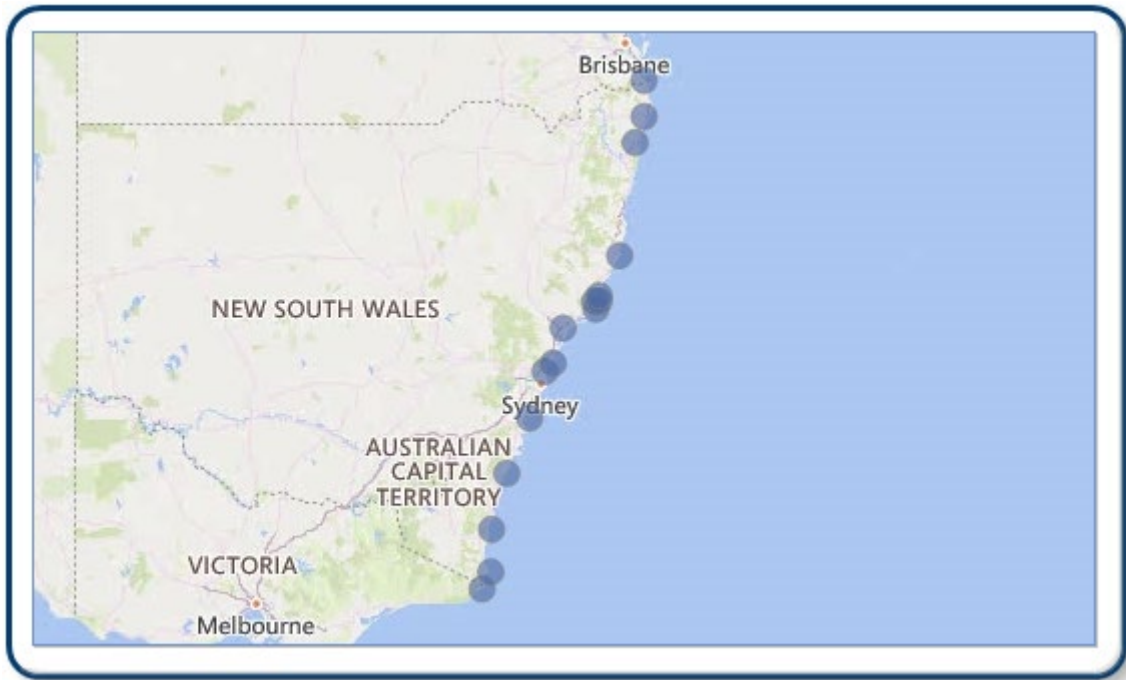 Brisbane
NEW SOUTH WALES
Sydney
AUSTRALIAN
CAPITAL
TERRITORY
VICTORIA
Melbourne